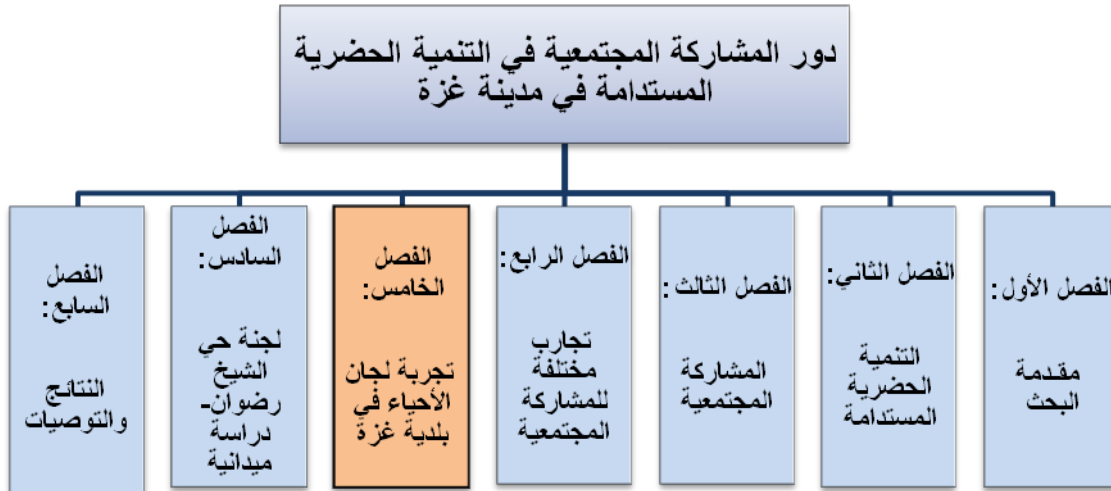 دور المشاركة المجتمعية في التنمية الحضرية
المستدامة في مدينة غزة
الفصل الأول:
مقدمة
البحث
الفصل الثاني:
التنمية
الحضرية
المستدامة
الفصل الثالث:
المشاركة
المجتمعية
الفصل الرابع:
تجارب
مختلفة
للمشاركة
المجتمعية
الفصل
الخامس:
تجربة لجان
الأحياء في
بلدية غزة
الفصل
السادس:
لجنة حي
الشيخ
رضوان-
دراسة
ميدانية
الفصل
السابع:
النتائج
والتوصيات